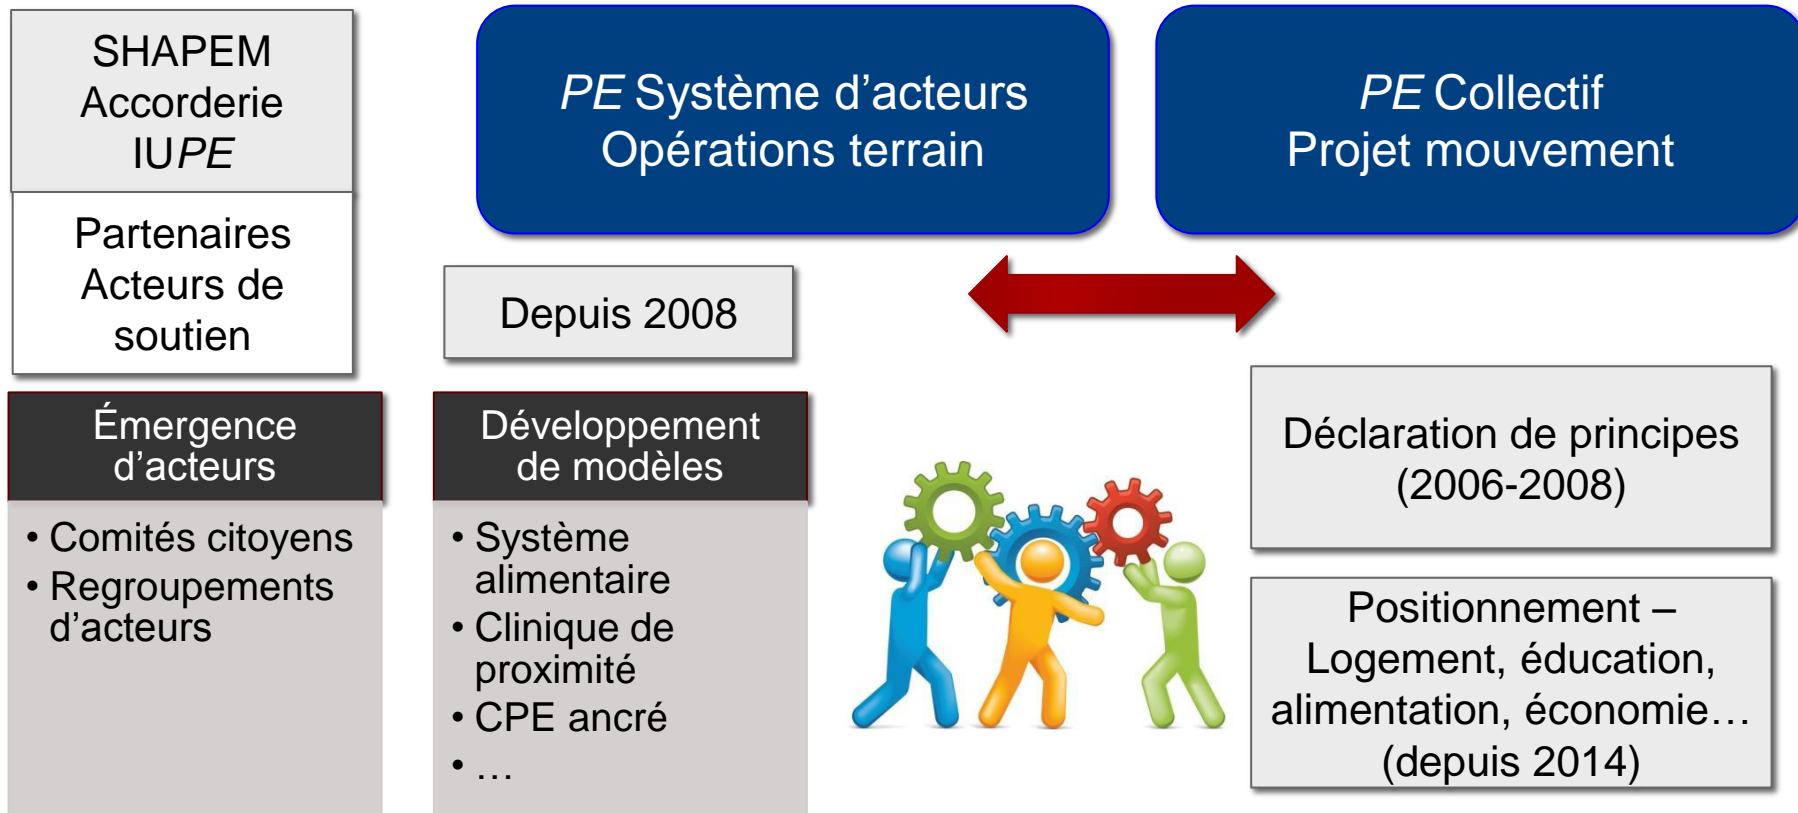 SHAPEM
Accorderie
IUPE
Partenaires
Acteurs de
soutien
Émergence
d’acteurs
• Comités citoyens
• Regroupements
d’acteurs
PE Système d’acteurs
Opérations terrain
Depuis 2008
Développement
de modèles
• Système
alimentaire
• Clinique de
proximité
• CPE ancré
• …
PE Collectif
Projet mouvement
Déclaration de principes
(2006-2008)
Positionnement –
Logement, éducation,
alimentation, économie…
(depuis 2014)